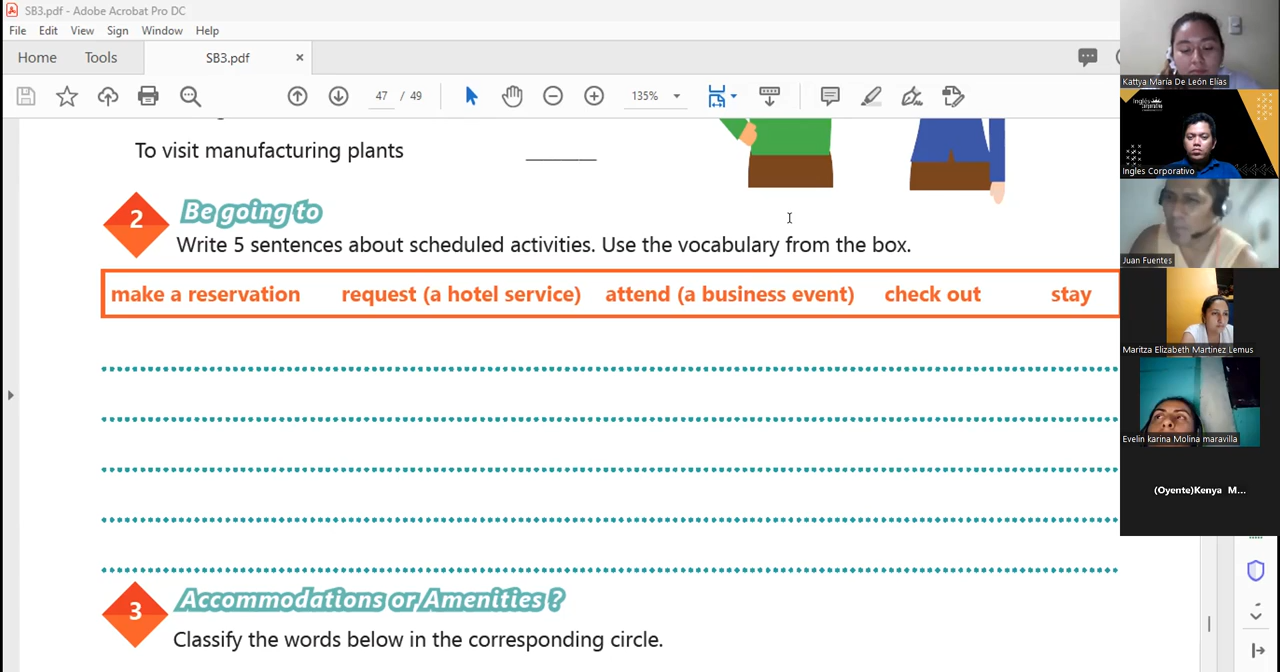 SB3.pdf - Adobe Acrobat Pro DC
File Edit View Sign Window Help
Home Tools SB3.pdf ×
47 / 49 135%
To visit manufacturing plants ________
2 Be going to
Write 5 sentences about scheduled activities. Use the vocabulary from the box.
make a reservation request (a hotel service) attend (a business event) check out stay
3 Accommodations or Amenities ?
Classify the words below in the corresponding circle.
Kattya María De León Elías
Ingles Corporativo
Juan Fuentes
Maritza Elizabeth Martinez Lemus
Evelin karina Molina maravilla
(Oyente)Kenya M...